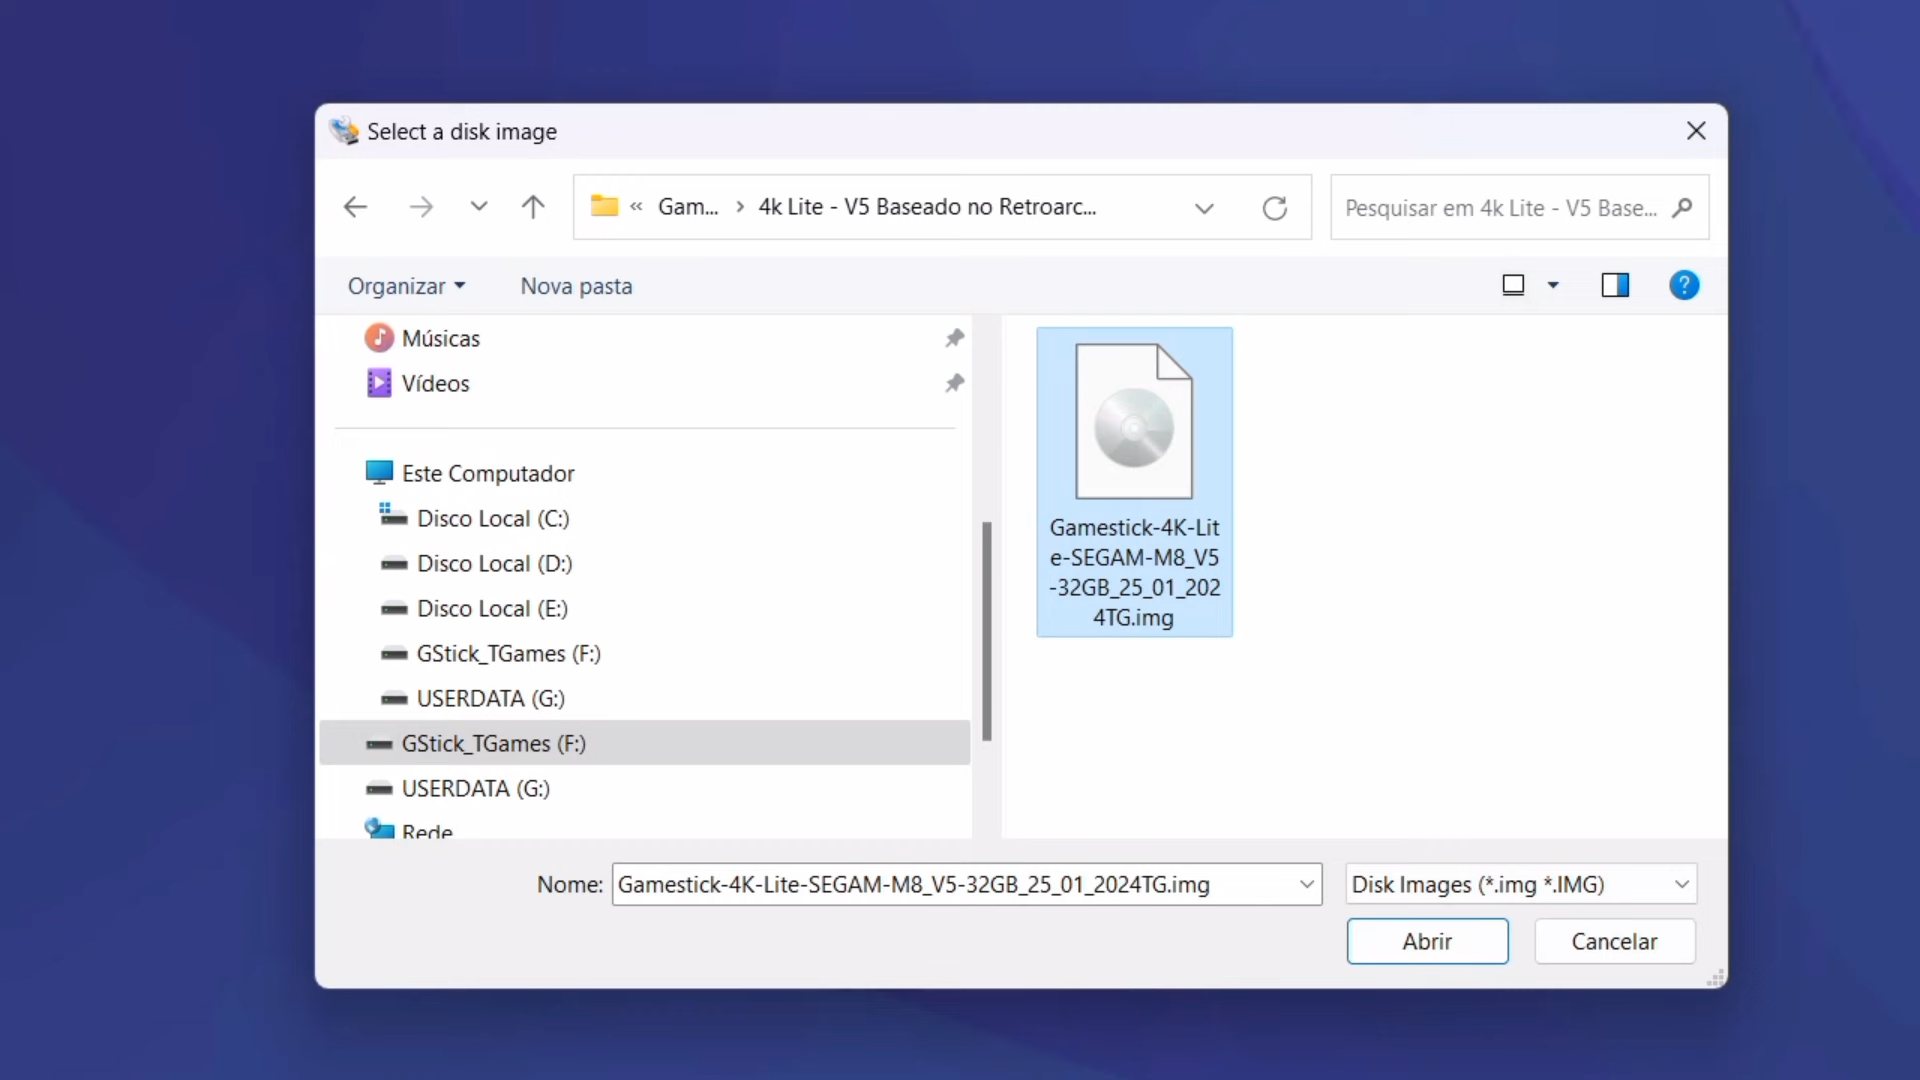 Select a disk image
« Gam... › 4k Lite - V5 Baseado no Retroarc...
Pesquisar em 4k Lite - V5 Base...
Organizar
Nova pasta
?
Músicas
Vídeos
Este Computador
Disco Local (C:)
Disco Local (D:)
Disco Local (E:)
GStick_TGames (F:)
USERDATA (G:)
GStick_TGames (F:)
USERDATA (G:)
Rede
Gamestick-4K-Lit
e-SEGAM-M8_V5
-32GB_25_01_202
4TG.img
Nome: Gamestick-4K-Lite-SEGAM-M8_V5-32GB_25_01_2024TG.img
Disk Images (*.img *.IMG)
Abrir
Cancelar